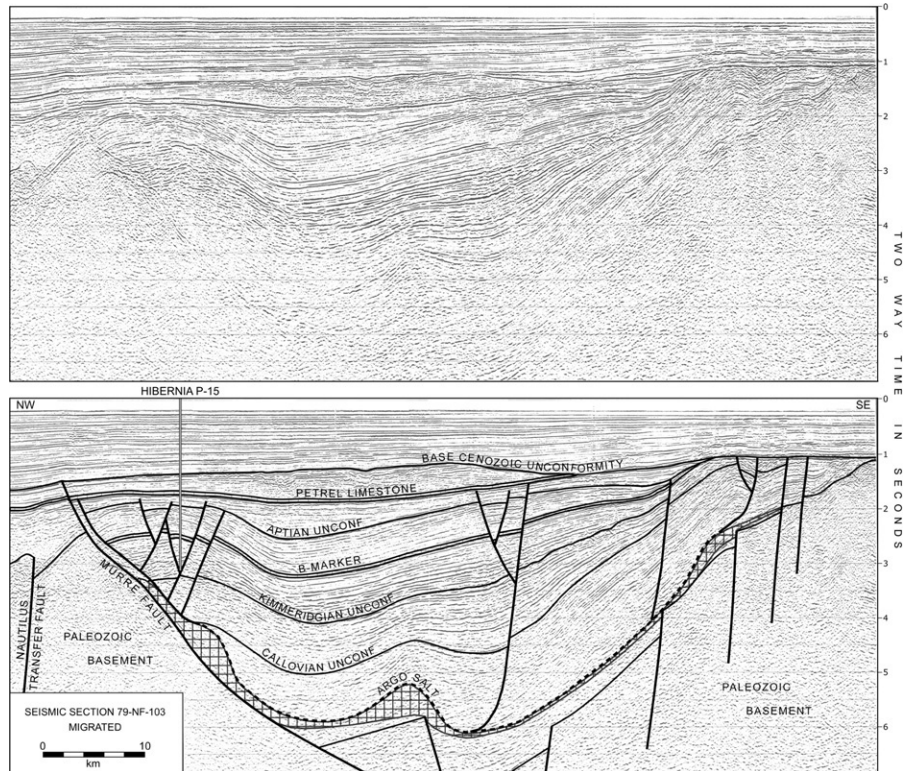 0
1
2
3
4
5
6
TWO WAY TIME IN SECONDS
HIBERNIA P-15
NW
SE
0
1
2
3
4
5
6
BASE CENOZOIC UNCONFORMITY
PETREL LIMESTONE
APTIAN UNCONF
B-MARKER
KIMMERIDGIAN UNCONF
CALLOVIAN UNCONF
ARGO SALT
MURRE FAULT
NAUTILUS
TRANSFER FAULT
PALEOZOIC
BASEMENT
PALEOZOIC
BASEMENT
SEISMIC SECTION 79-NF-103
MIGRATED
0 10
km